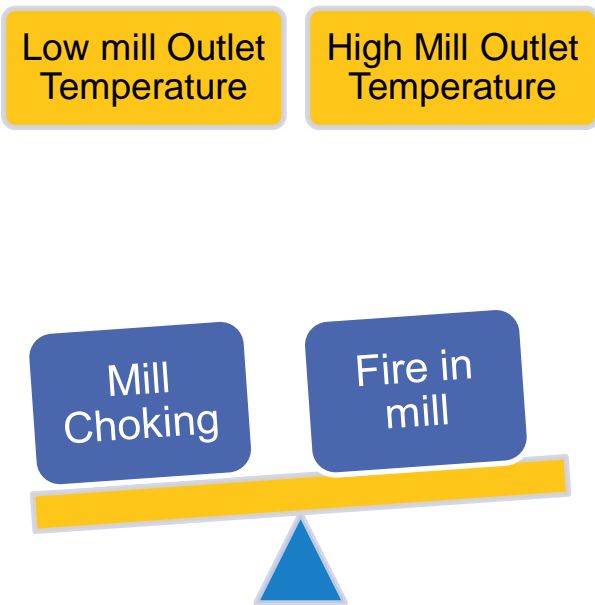 Low mill Outlet
Temperature
High Mill Outlet
Temperature
Mill
Choking
Fire in
mill